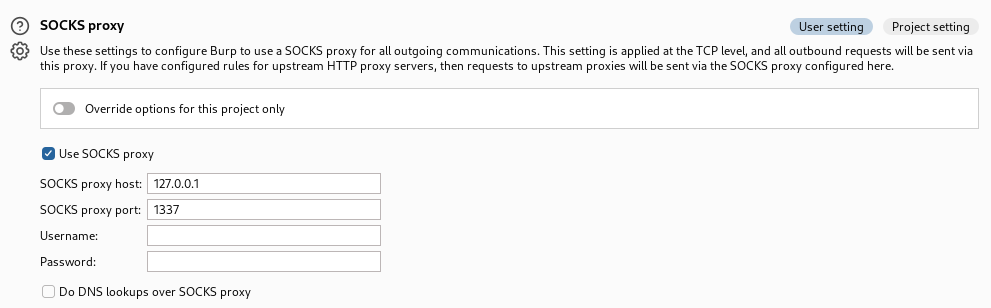 SOCKS proxy
User setting
Project setting
Use these settings to configure Burp to use a SOCKS proxy for all outgoing communications. This setting is applied at the TCP level, and all outbound requests will be sent via
this proxy. If you have configured rules for upstream HTTP proxy servers, then requests to upstream proxies will be sent via the SOCKS proxy configured here.
Override options for this project only
Use SOCKS proxy
SOCKS proxy host: 127.0.0.1
SOCKS proxy port: 1337
Username:
Password:
Do DNS lookups over SOCKS proxy